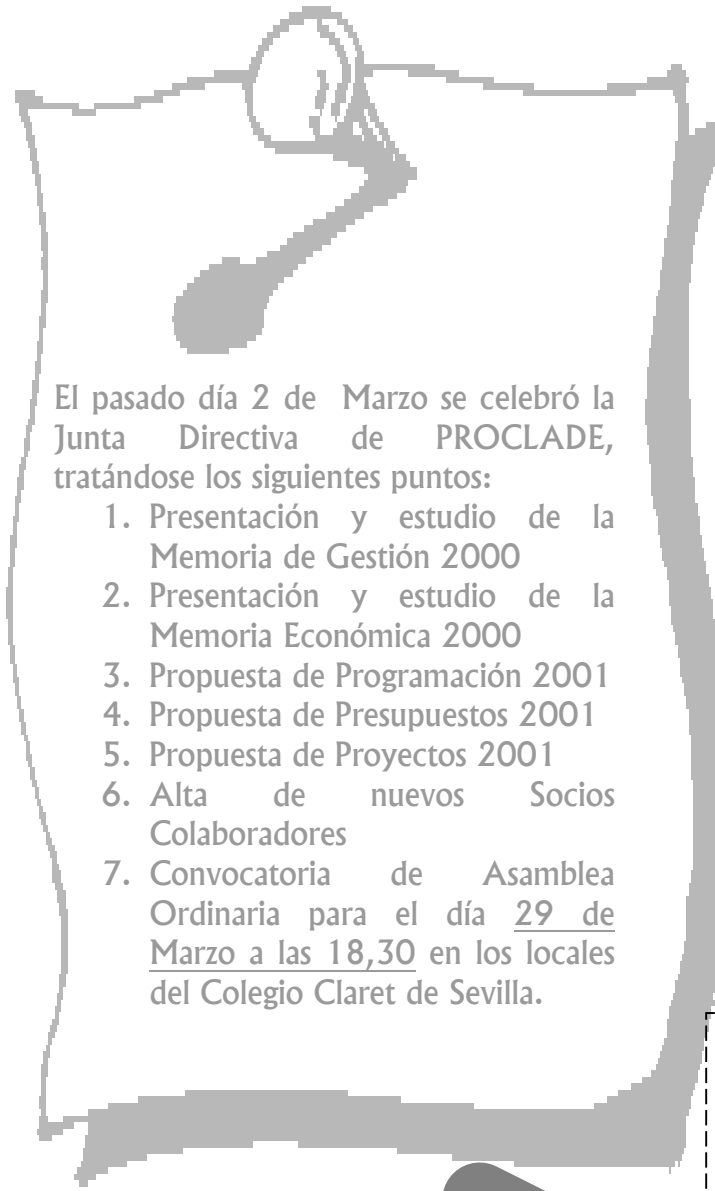 El pasado día 2 de Marzo se celebró la
Junta Directiva de PROCLADE,
tratándose los siguientes puntos:
1. Presentación y estudio de la
Memoria de Gestión 2000
2. Presentación y estudio de la
Memoria Económica 2000
3. Propuesta de Programación 2001
4. Propuesta de Presupuestos 2001
5. Propuesta de Proyectos 2001
6. Alta de nuevos Socios
Colaboradores
7. Convocatoria de Asamblea
Ordinaria para el día 29 de
Marzo a las 18,30 en los locales
del Colegio Claret de Sevilla.